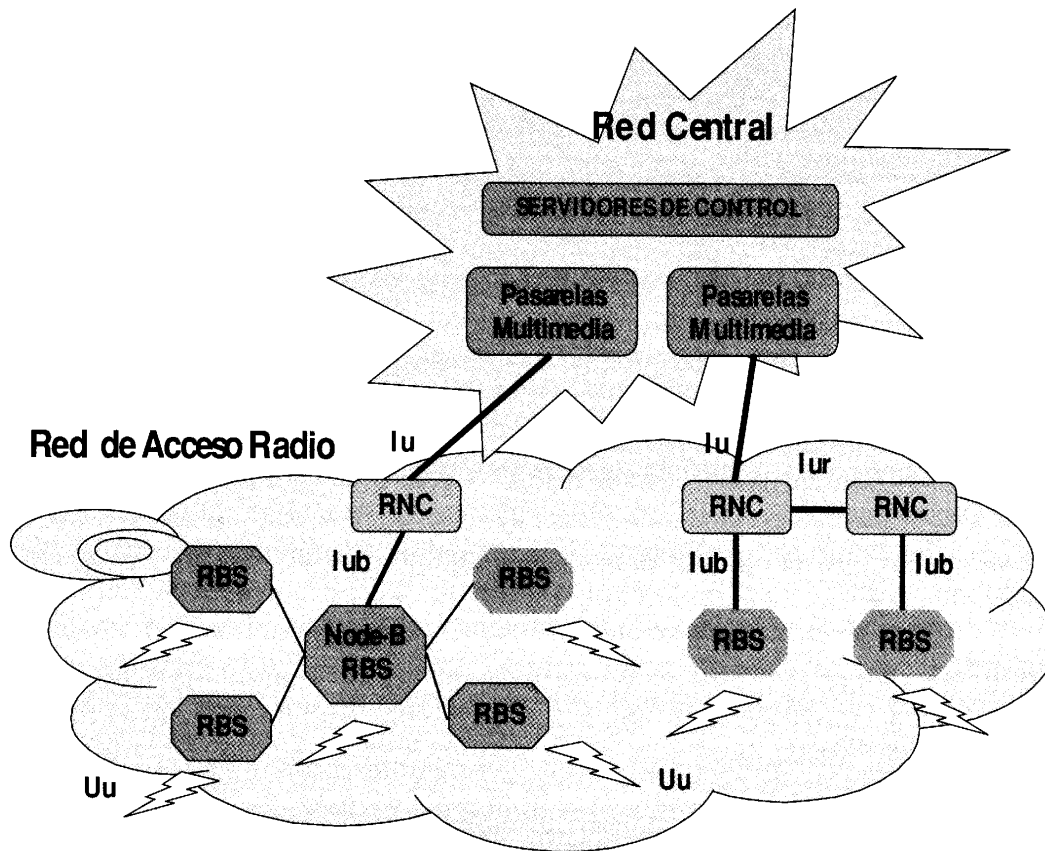 Red Central
SERVIDORES DE CONTROL
Pasarelas
Multimedia
Pasarelas
Multimedia
Red de Acceso Radio
Iu
Iu
Iur
RNC
RNC
RNC
Iub
Iub
Iub
RBS
RBS
Node-B
RBS
RBS
RBS
RBS
RBS
Uu
Uu